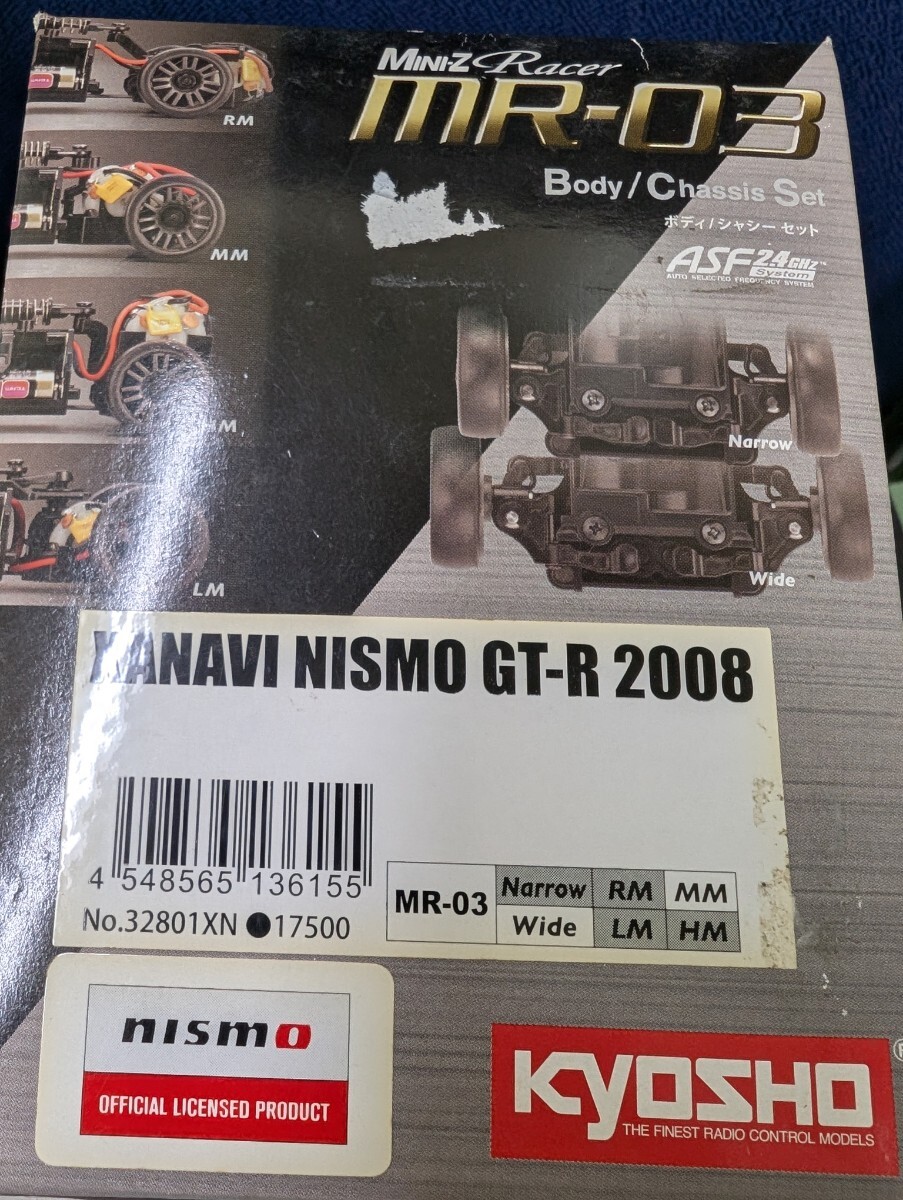 MINI-Z Racer
MR-03
Body/Chassis Set
ボディ/シャシー セット
ASF 2.4GHz™
System
AUTO SELECTED FREQUENCY SYSTEM
RM
MM
HM
LM
Narrow
Wide
XANAVI NISMO GT-R 2008
4 548565 136155
No.32801XN ●17500
MR-03
Narrow RM MM
Wide LM HM
nismo
OFFICIAL LICENSED PRODUCT
KYOSHO
THE FINEST RADIO CONTROL MODELS